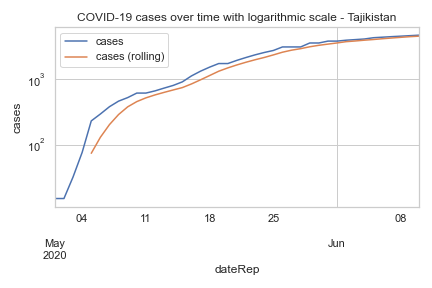 COVID-19 cases over time with logarithmic scale - Tajikistan
cases
cases (rolling)
10³
10²
cases
04
11
18
25
08
May
2020
Jun
dateRep